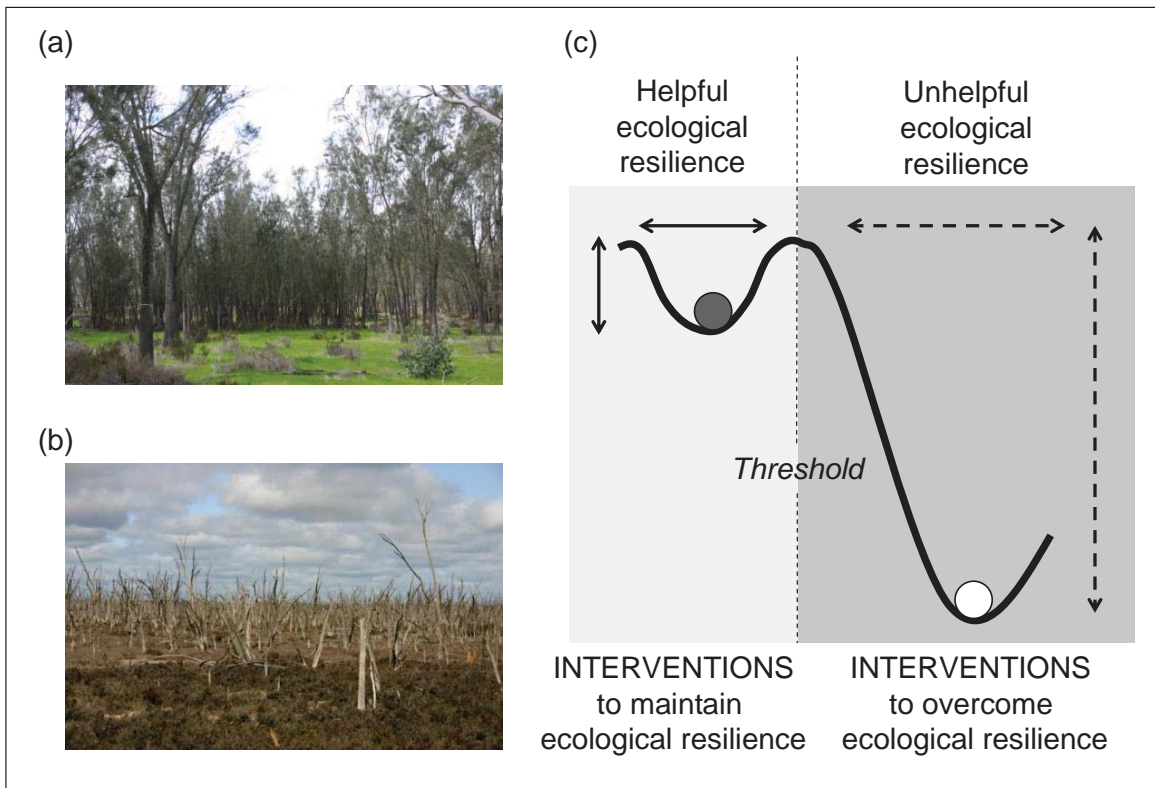 (a)
(b)
(c)
Helpful
ecological
resilience
Unhelpful
ecological
resilience
Threshold
INTERVENTIONS
to maintain
ecological resilience
INTERVENTIONS
to overcome
ecological resilience